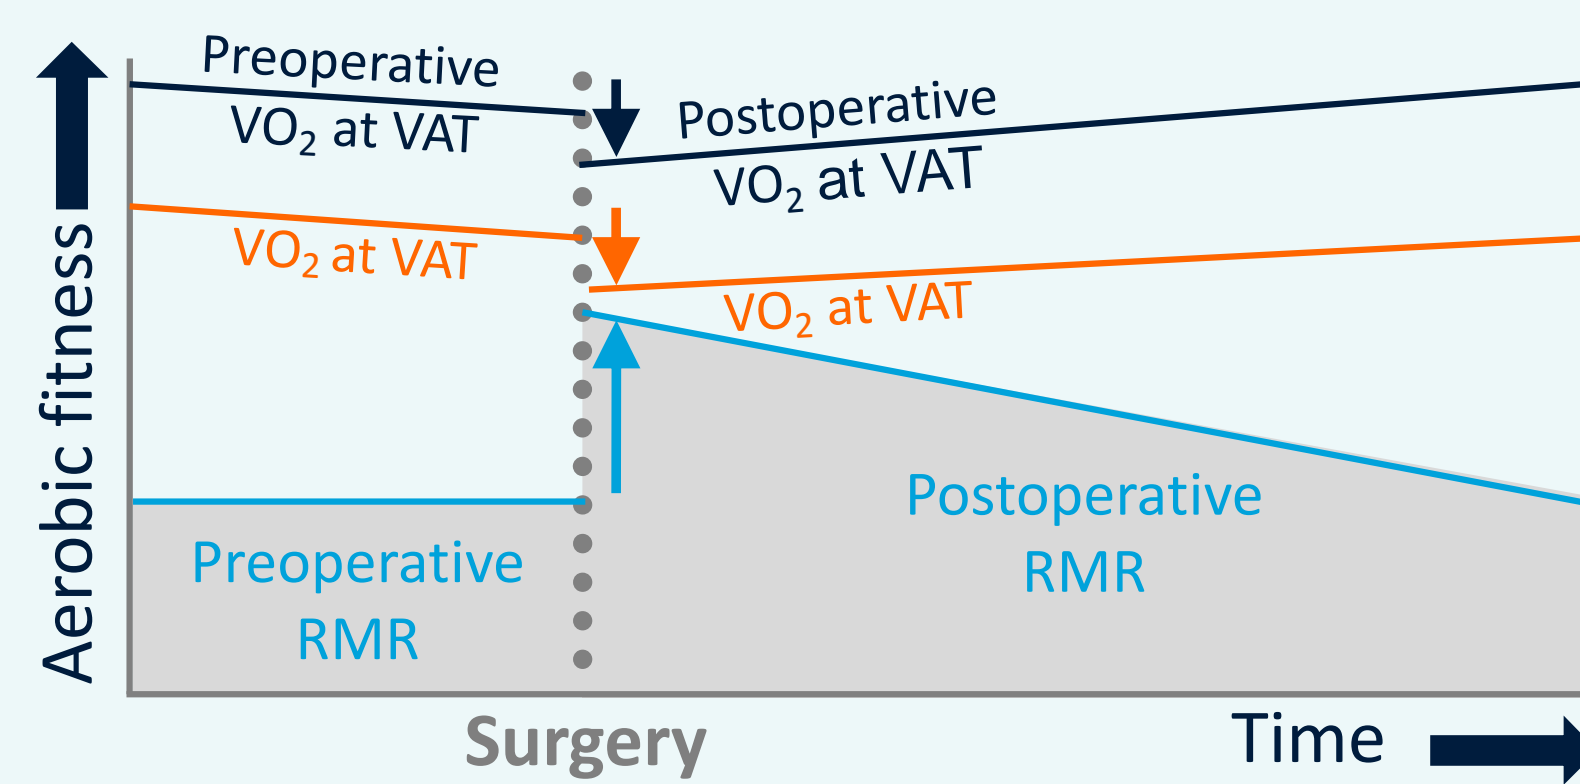 Aerobic fitness
Preoperative
VO₂ at VAT
Postoperative
VO₂ at VAT
VO₂ at VAT
VO₂ at VAT
Preoperative
RMR
Postoperative
RMR
Surgery
Time